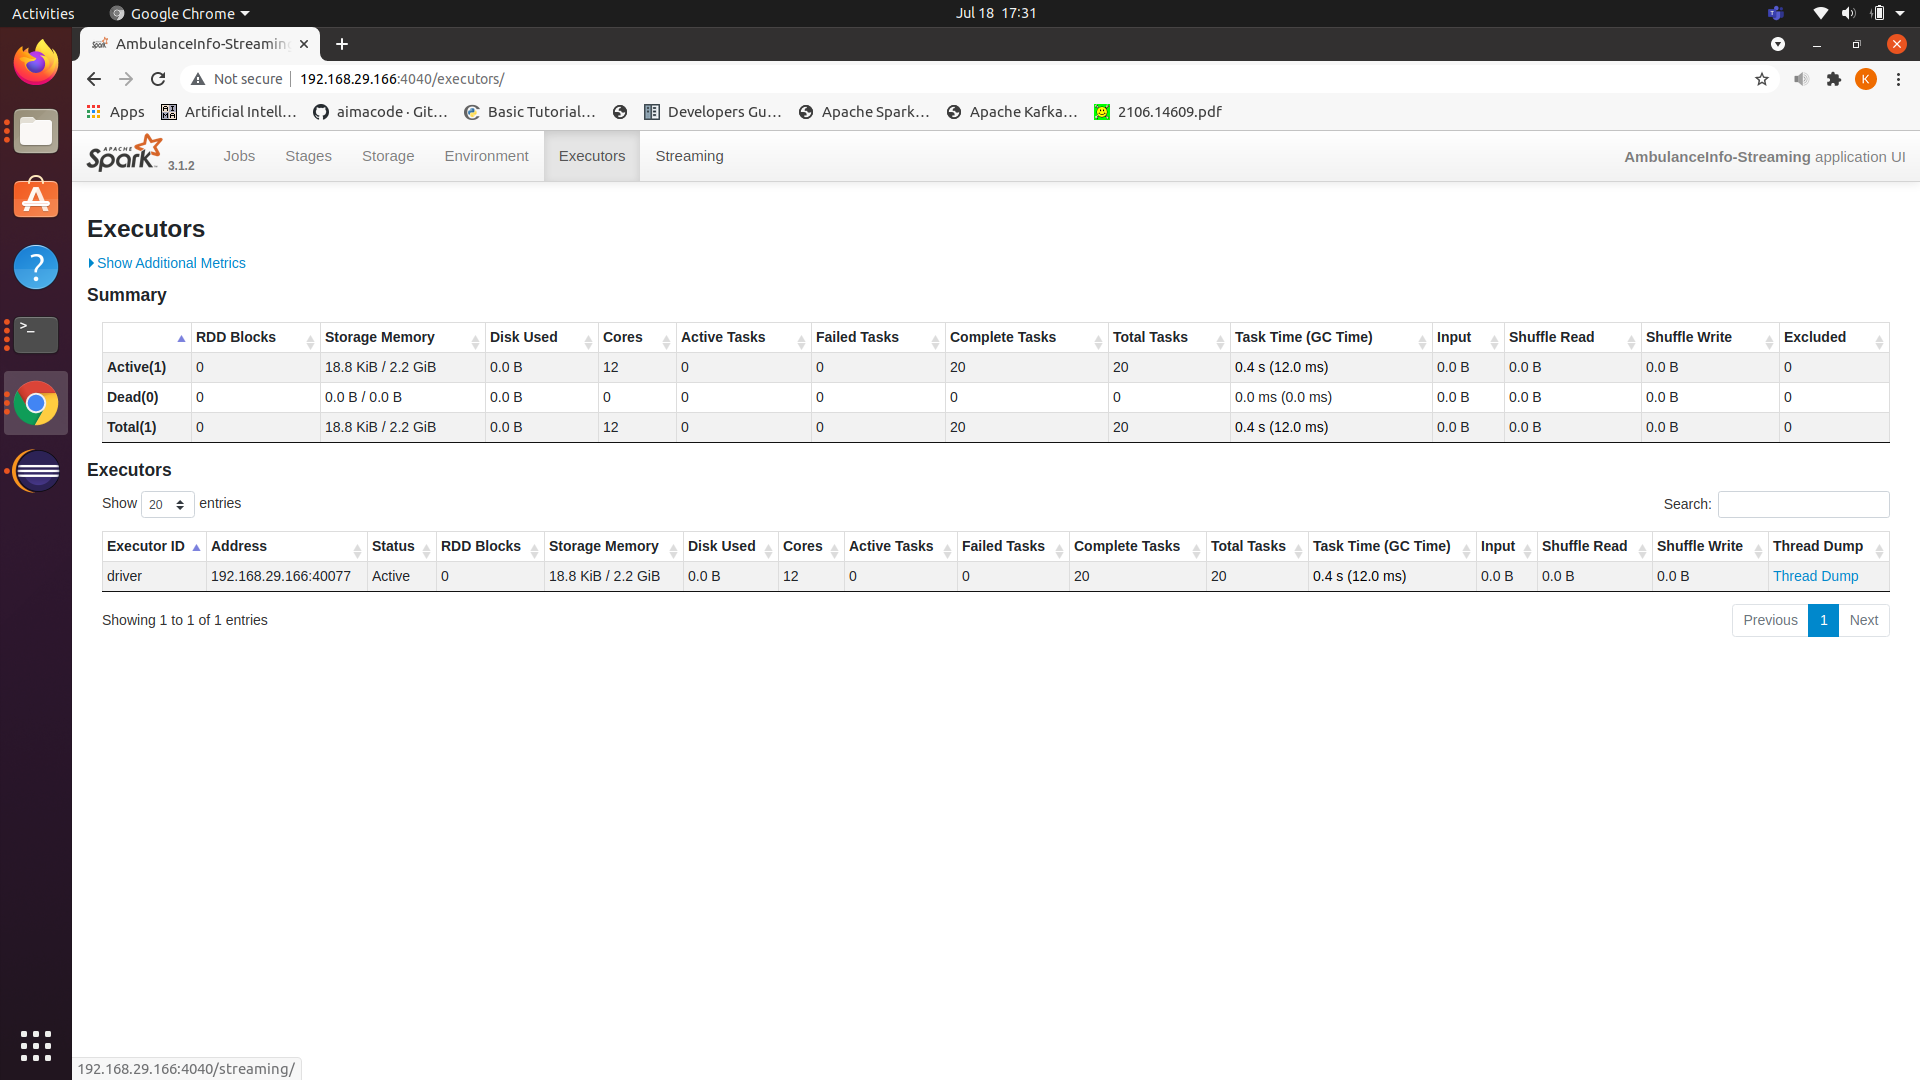 Activities Google Chrome Jul 18 17:31
AmbulanceInfo-Streaming
Not secure 192.168.29.166:4040/executors/ K
Apps Artificial Intell… aimacode · Git… Basic Tutorial… Developers Gu… Apache Spark… Apache Kafka… 2106.14609.pdf
APACHE Spark 3.1.2 Jobs Stages Storage Environment Executors Streaming AmbulanceInfo-Streaming application UI
Executors
Show Additional Metrics
Summary
RDD Blocks Storage Memory Disk Used Cores Active Tasks Failed Tasks Complete Tasks Total Tasks Task Time (GC Time) Input Shuffle Read Shuffle Write Excluded
Active(1) 0 18.8 KiB / 2.2 GiB 0.0 B 12 0 0 20 20 0.4 s (12.0 ms) 0.0 B 0.0 B 0.0 B 0
Dead(0) 0 0.0 B / 0.0 B 0.0 B 0 0 0 0 0 0.0 ms (0.0 ms) 0.0 B 0.0 B 0.0 B 0
Total(1) 0 18.8 KiB / 2.2 GiB 0.0 B 12 0 0 20 20 0.4 s (12.0 ms) 0.0 B 0.0 B 0.0 B 0
Executors
Show 20 entries Search:
Executor ID Address Status RDD Blocks Storage Memory Disk Used Cores Active Tasks Failed Tasks Complete Tasks Total Tasks Task Time (GC Time) Input Shuffle Read Shuffle Write Thread Dump
driver 192.168.29.166:40077 Active 0 18.8 KiB / 2.2 GiB 0.0 B 12 0 0 20 20 0.4 s (12.0 ms) 0.0 B 0.0 B 0.0 B Thread Dump
Showing 1 to 1 of 1 entries Previous 1 Next
192.168.29.166:4040/streaming/